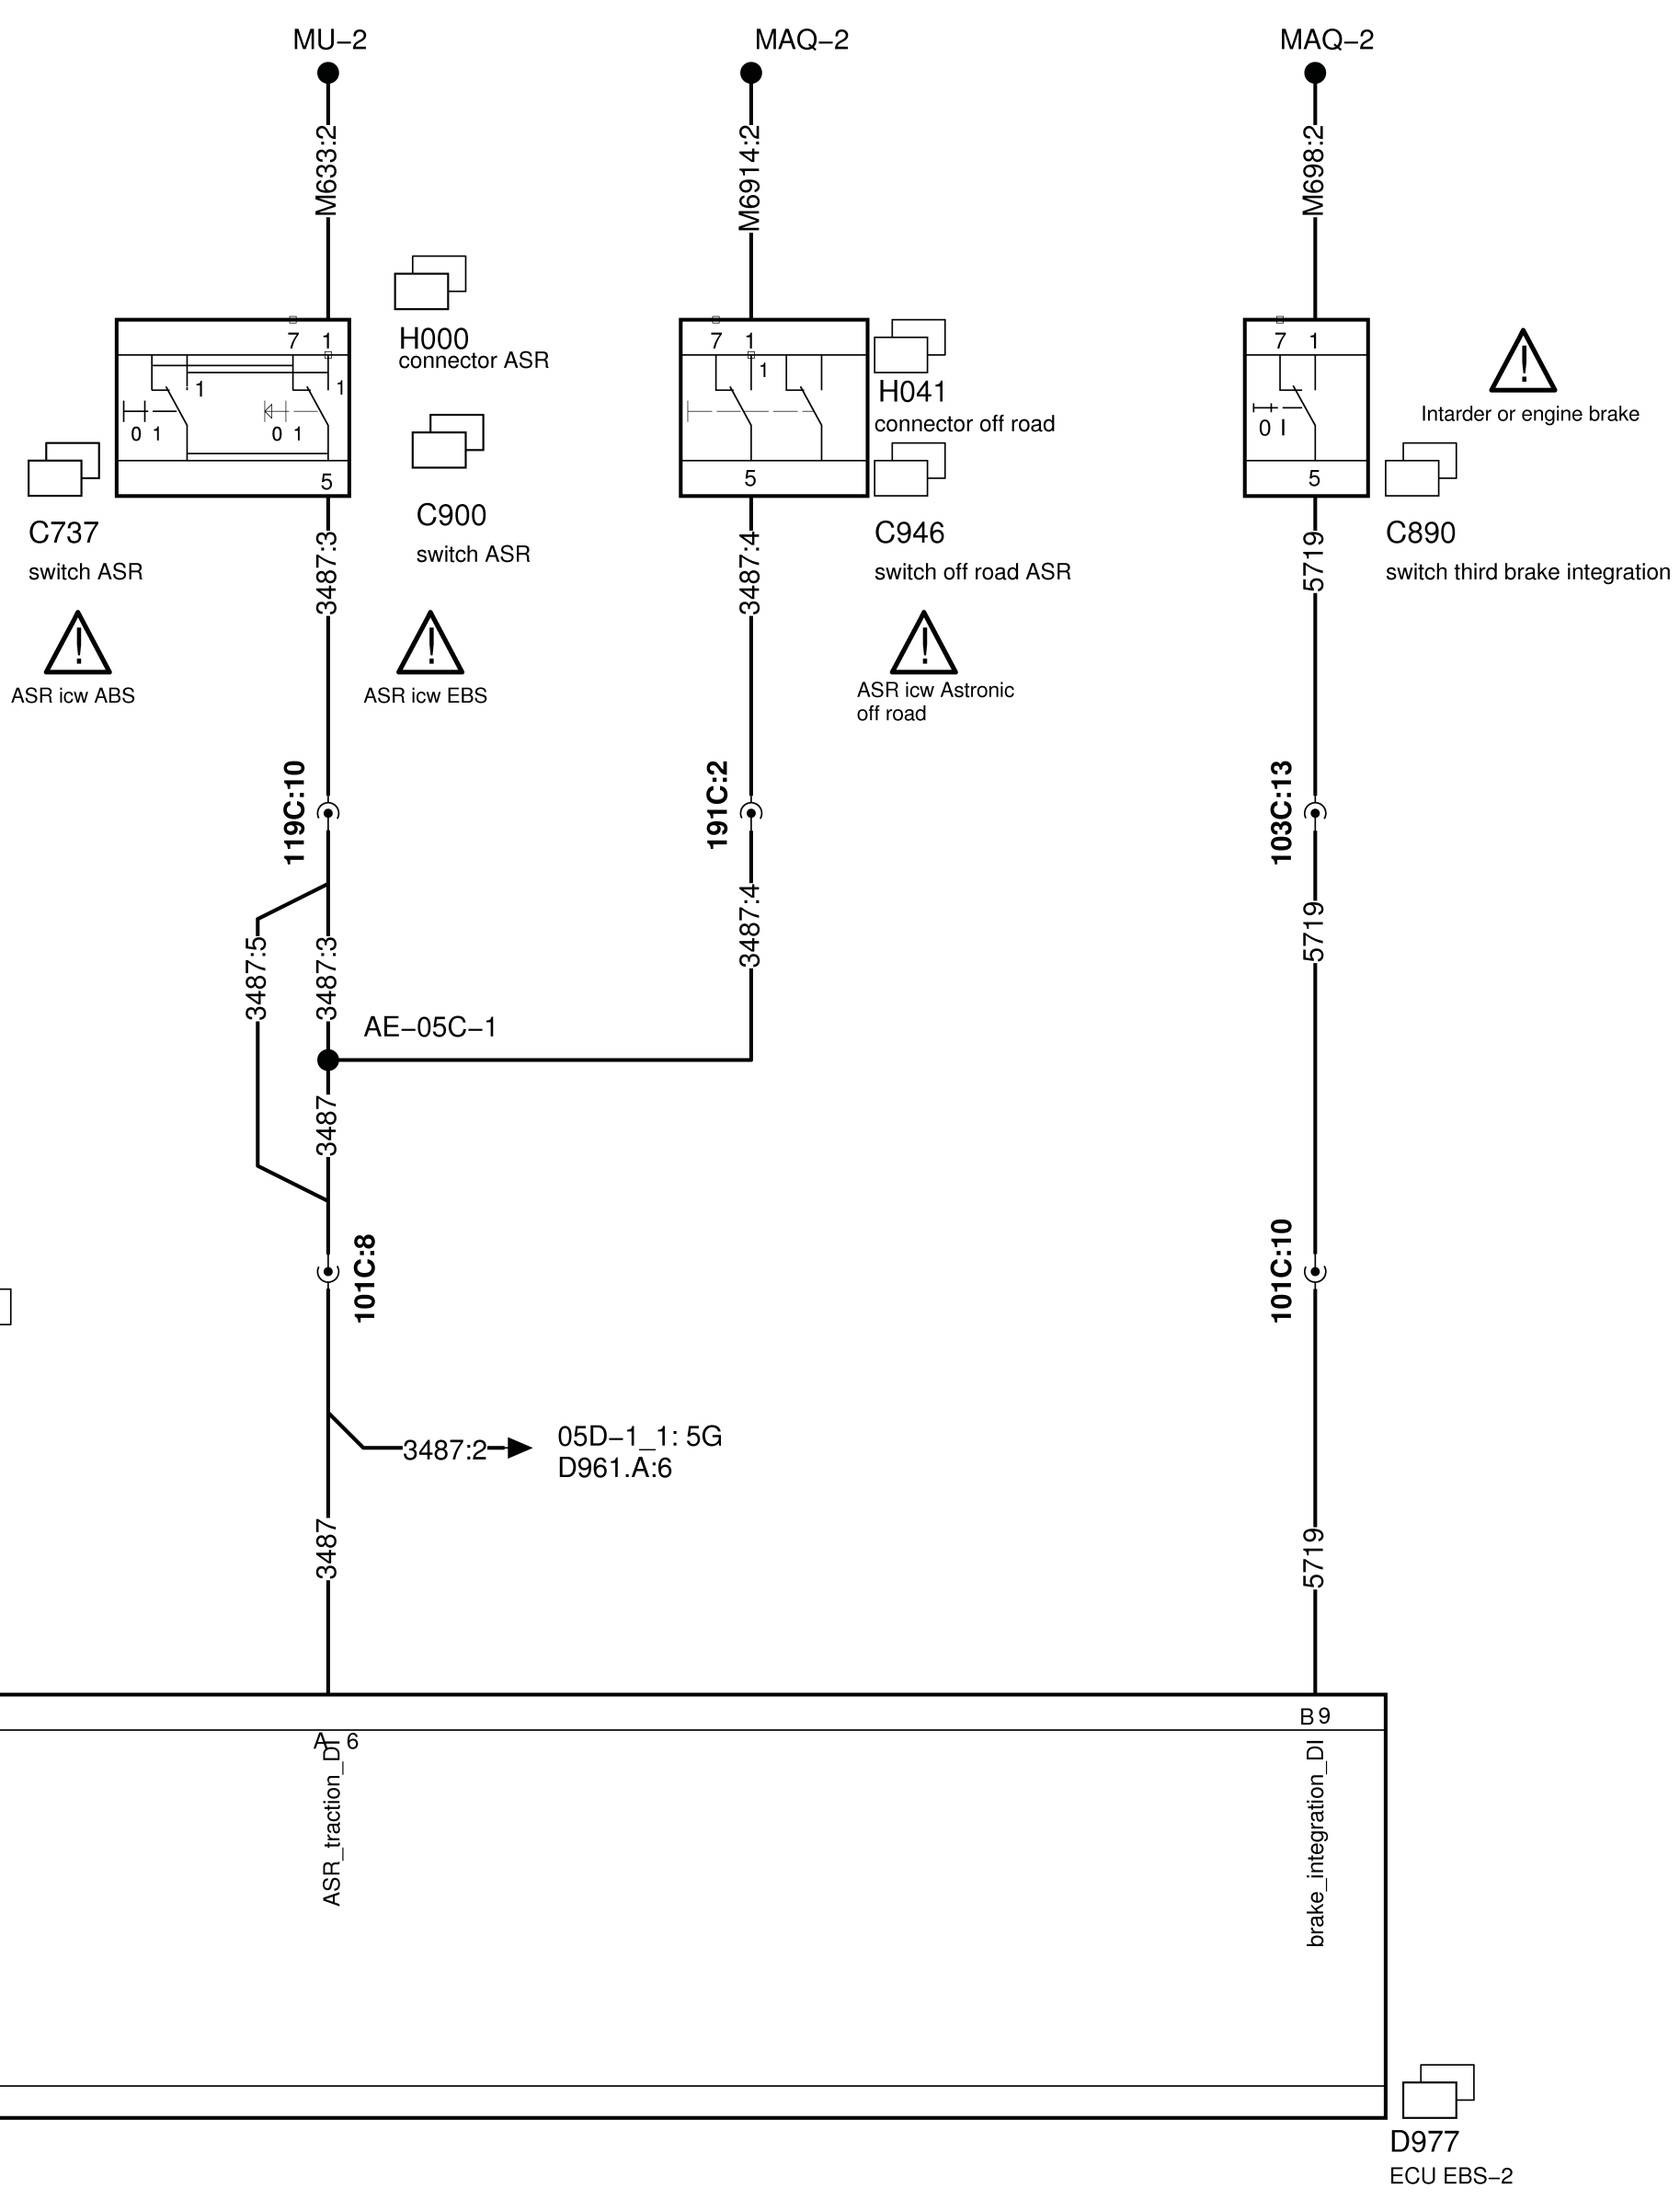 MU–2
MAQ–2
MAQ–2
M633:2
M6914:2
M698:2
H000
connector ASR
7 1
7 1
7 1
1
1
1
0 1
0 1
0 I
H041
connector off road
Intarder or engine brake
5
5
5
C737
switch ASR
C900
switch ASR
C946
switch off road ASR
C890
switch third brake integration
3487:3
3487:4
5719
ASR icw ABS
ASR icw EBS
ASR icw Astronic
off road
119C:10
191C:2
103C:13
3487:5
3487:3
3487:4
5719
AE–05C–1
3487
101C:8
101C:10
3487:2
05D–1_1: 5G
D961.A:6
3487
5719
A 6
B 9
ASR_traction_DI
brake_integration_DI
D977
ECU EBS–2